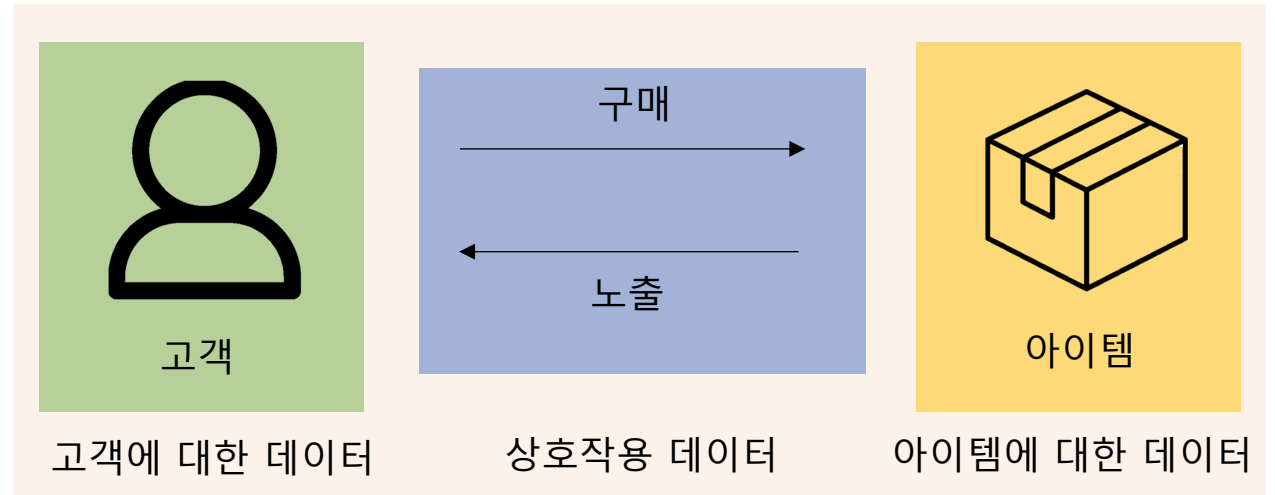 구매
노출
고객
아이템
고객에 대한 데이터
상호작용 데이터
아이템에 대한 데이터